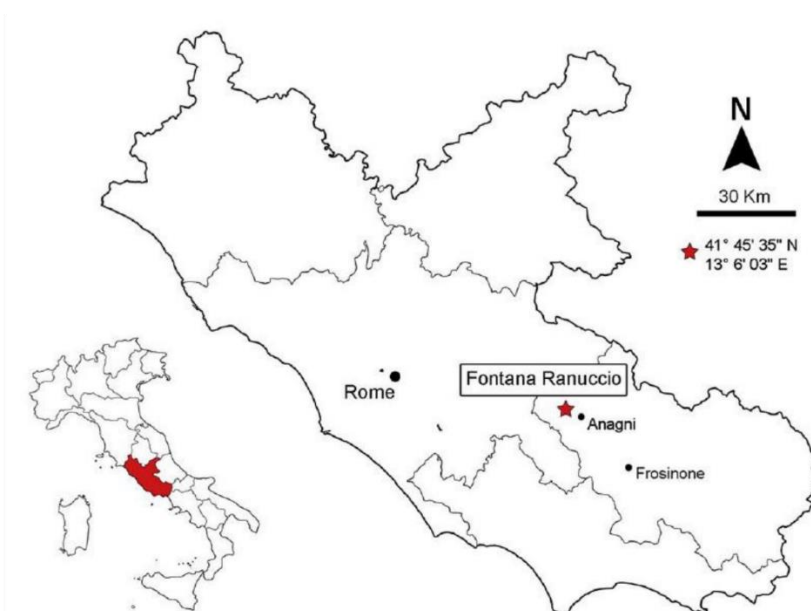 N
30 Km
41° 45' 35" N
13° 6' 03" E
Rome
Fontana Ranuccio
Anagni
Frosinone